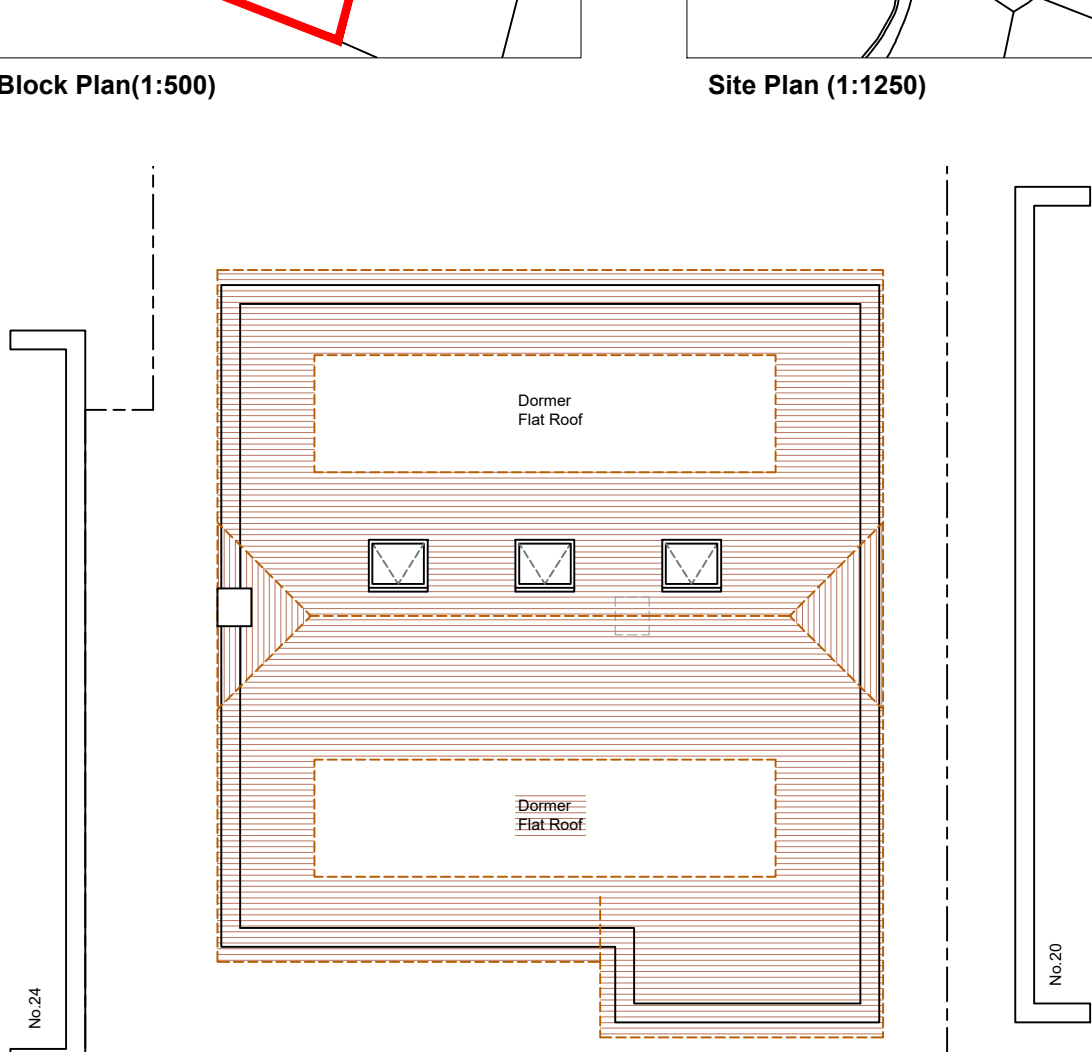 Block Plan(1:500)
Site Plan (1:1250)
Dormer
Flat Roof
Dormer
Flat Roof
No.24
No.20